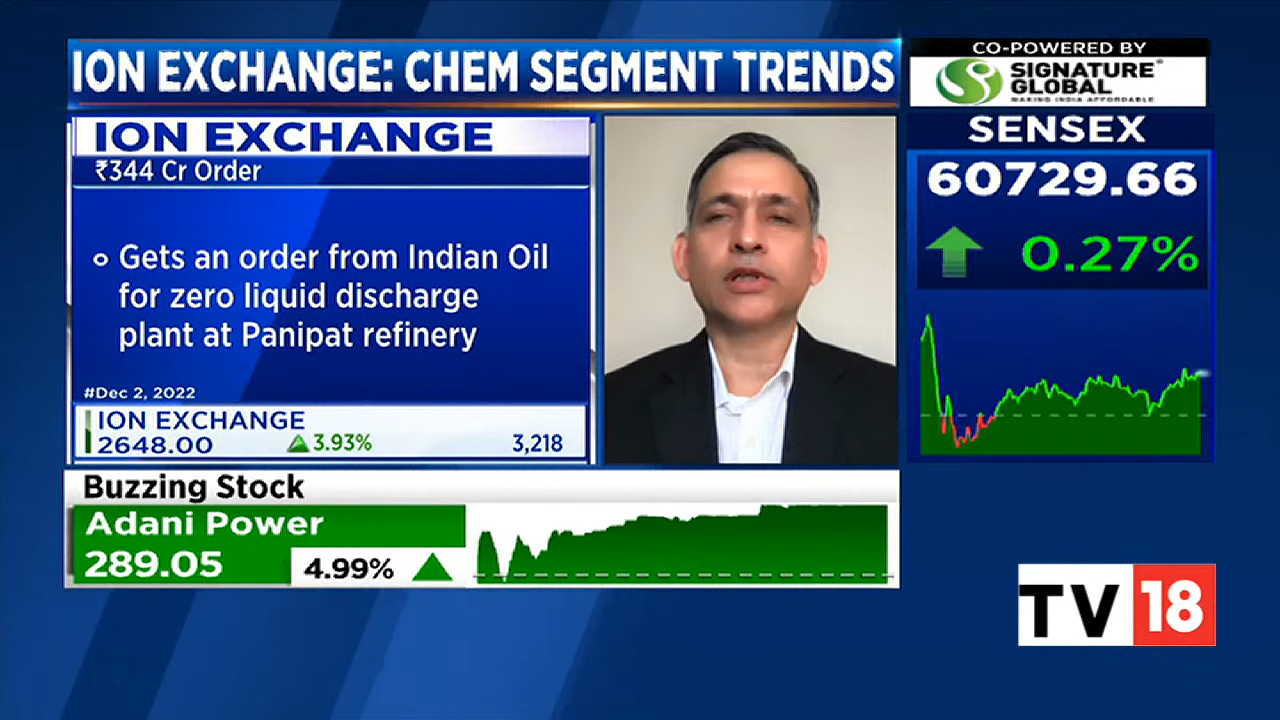 ION EXCHANGE: CHEM SEGMENT TRENDS
ION EXCHANGE
₹344 Cr Order
Gets an order from Indian Oil
for zero liquid discharge
plant at Panipat refinery
#Dec 2, 2022
ION EXCHANGE
2648.00 3.93% 3,218
Buzzing Stock
Adani Power
289.05 4.99%
CO-POWERED BY
SIGNATURE®
GLOBAL
MAKING INDIA AFFORDABLE
SENSEX
60729.66
0.27%
TV18